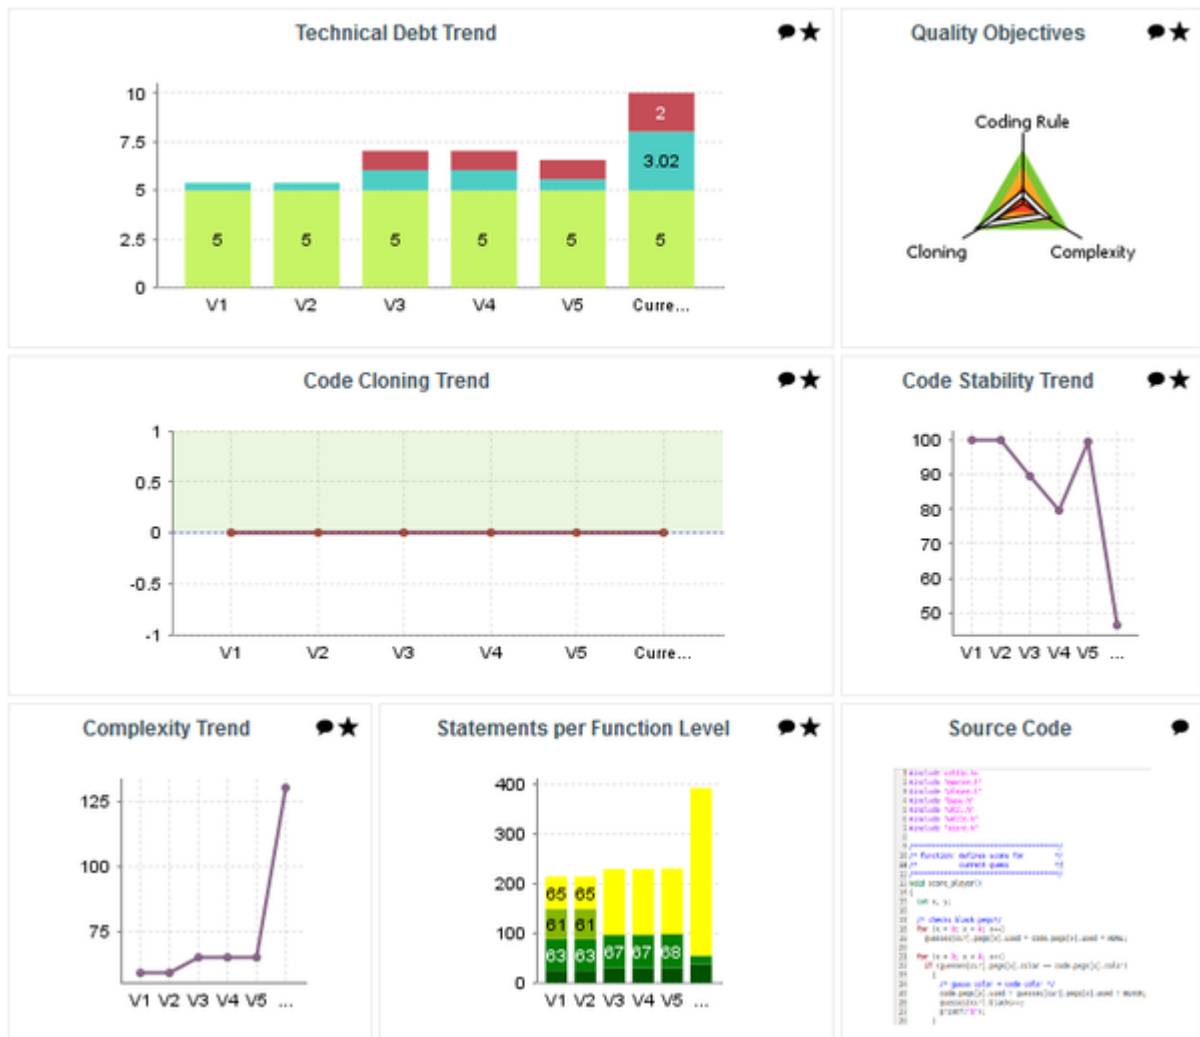 Technical Debt Trend
10
7.5
5
2.5
0
2
3.02
5 5 5 5 5 5
V1 V2 V3 V4 V5 Curre...
Quality Objectives
Coding Rule
Cloning Complexity
Code Cloning Trend
1
0.5
0
-0.5
-1
V1 V2 V3 V4 V5 Curre...
Code Stability Trend
100
90
80
70
60
50
V1 V2 V3 V4 V5 ...
Complexity Trend
125
100
75
V1 V2 V3 V4 V5 ...
Statements per Function Level
400
300
200
100
0
65 65
61 61
63 63 67 67 68
V1 V2 V3 V4 V5 ...
Source Code
void score_player()
int x, y;